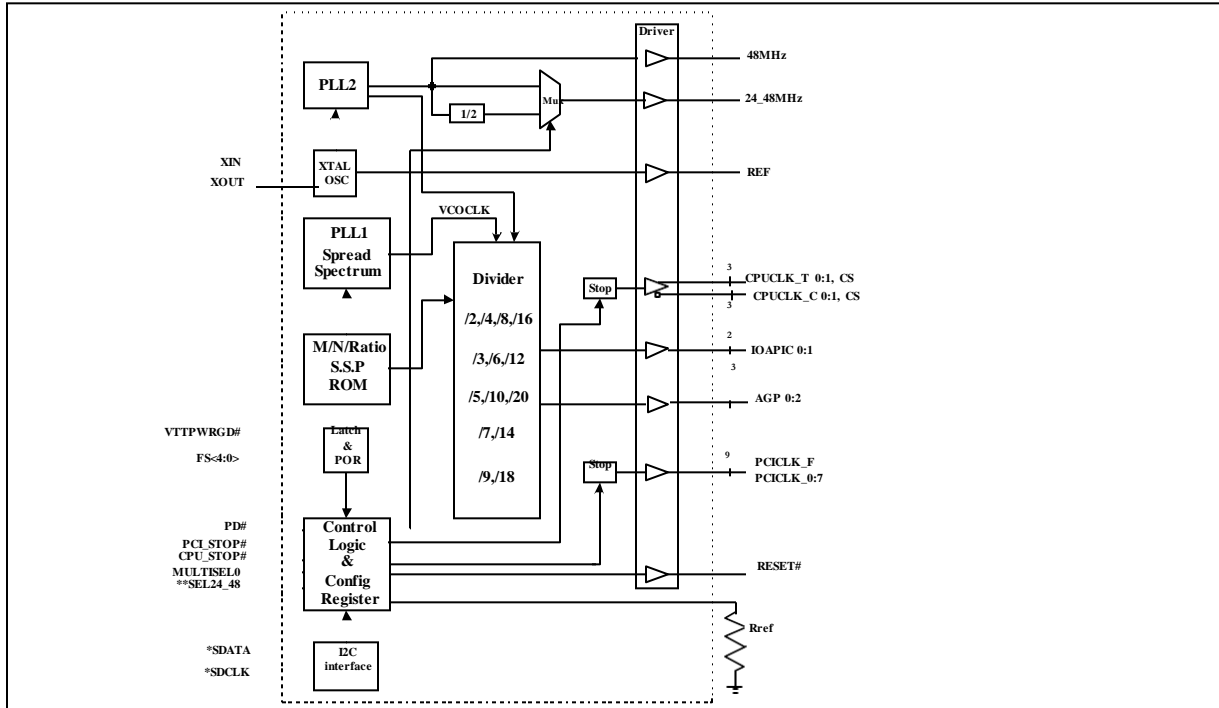 Driver
48MHz
PLL2
Mux
24_48MHz
1/2
XIN
XOUT
XTAL
OSC
REF
VCOCLK
PLL1
Spread
Spectrum
Divider
/2,/4,/8,/16
/3,/6,/12
/5,/10,/20
/7,/14
/9,/18
Stop
3
CPUCLK_T 0:1, CS
CPUCLK_C 0:1, CS
3
M/N/Ratio
S.S.P
ROM
2
IOAPIC 0:1
3
AGP 0:2
VTTPWRGD#
FS<4:0>
Latch
&
POR
Stop
9
PCICLK_F
PCICLK_0:7
PD#
PCI_STOP#
CPU_STOP#
MULTISEL0
**SEL24_48
Control
Logic
&
Config
Register
RESET#
Rref
*SDATA
*SDCLK
I2C
interface